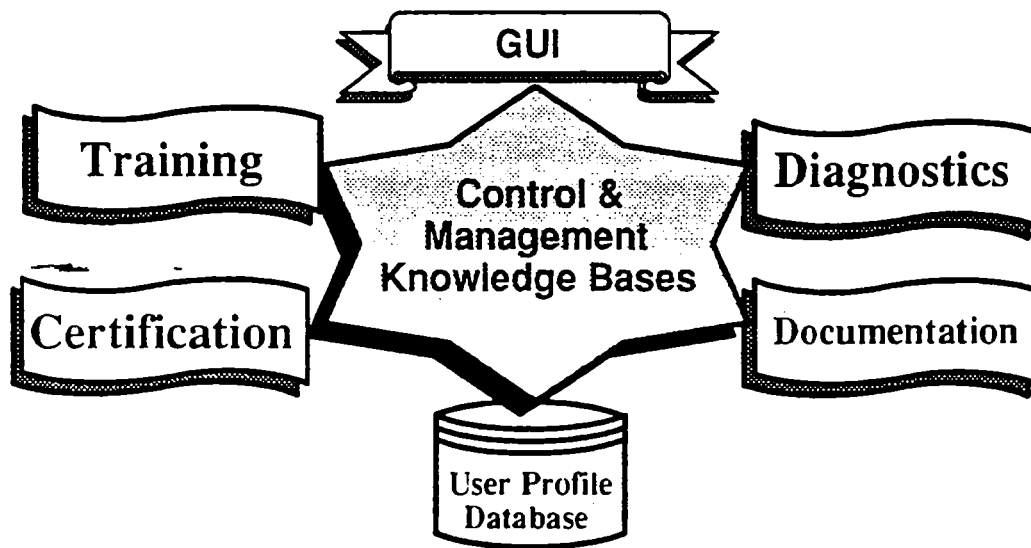 GUI
Training
Diagnostics
Control &
Management
Knowledge Bases
Certification
Documentation
User Profile
Database